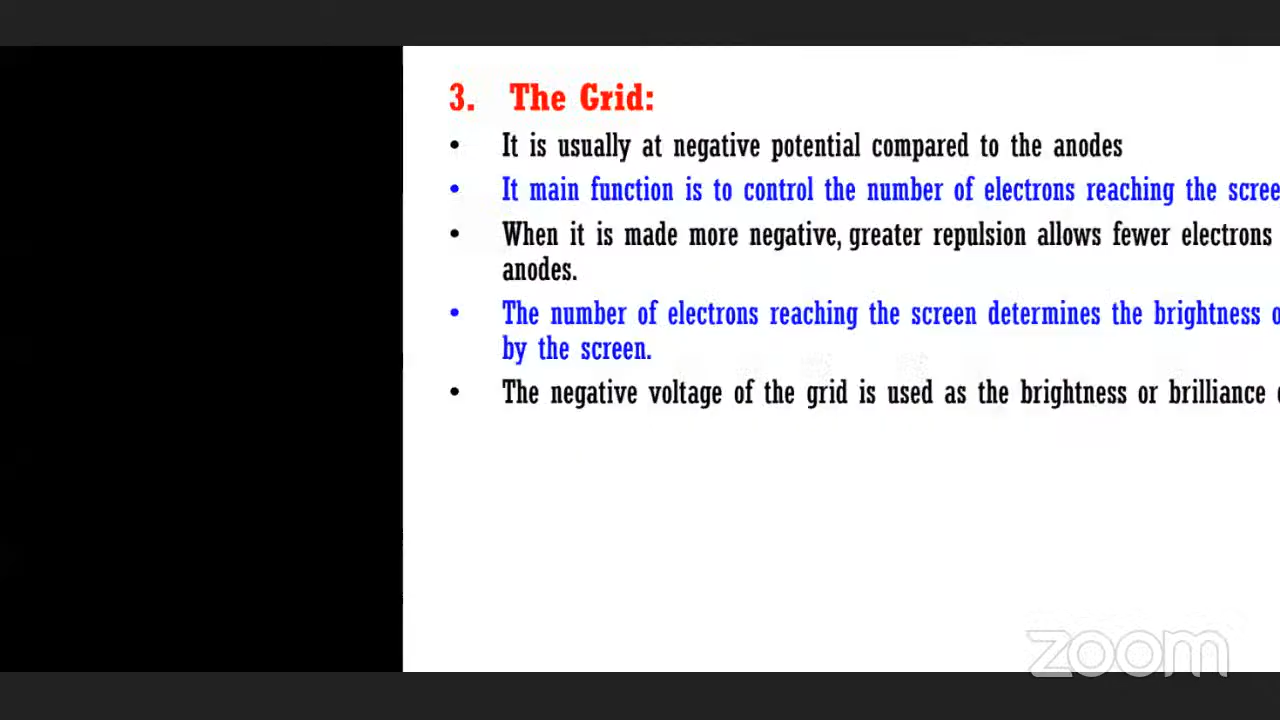 3. The Grid:
• It is usually at negative potential compared to the anodes
• It main function is to control the number of electrons reaching the scree
• When it is made more negative, greater repulsion allows fewer electrons
anodes.
• The number of electrons reaching the screen determines the brightness o
by the screen.
• The negative voltage of the grid is used as the brightness or brilliance
zoom